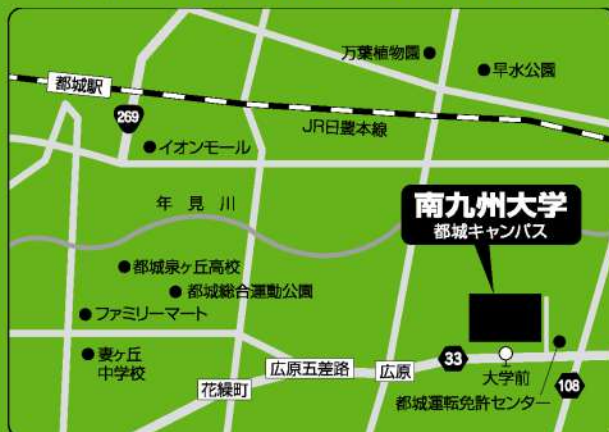 万葉植物園
早水公園
都城駅
269
JR日豊本線
イオンモール
年見川
南九州大学
都城キャンパス
都城泉ヶ丘高校
都城総合運動公園
ファミリーマート
妻ヶ丘
中学校
広原五差路
広原
33
花繰町
大学前
108
都城運転免許センター